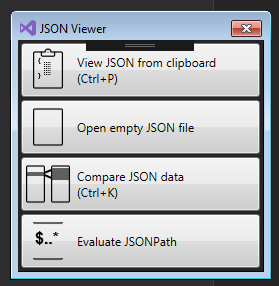 JSON Viewer
View JSON from clipboard
(Ctrl+P)
Open empty JSON file
Compare JSON data
(Ctrl+K)
$..*
Evaluate JSONPath